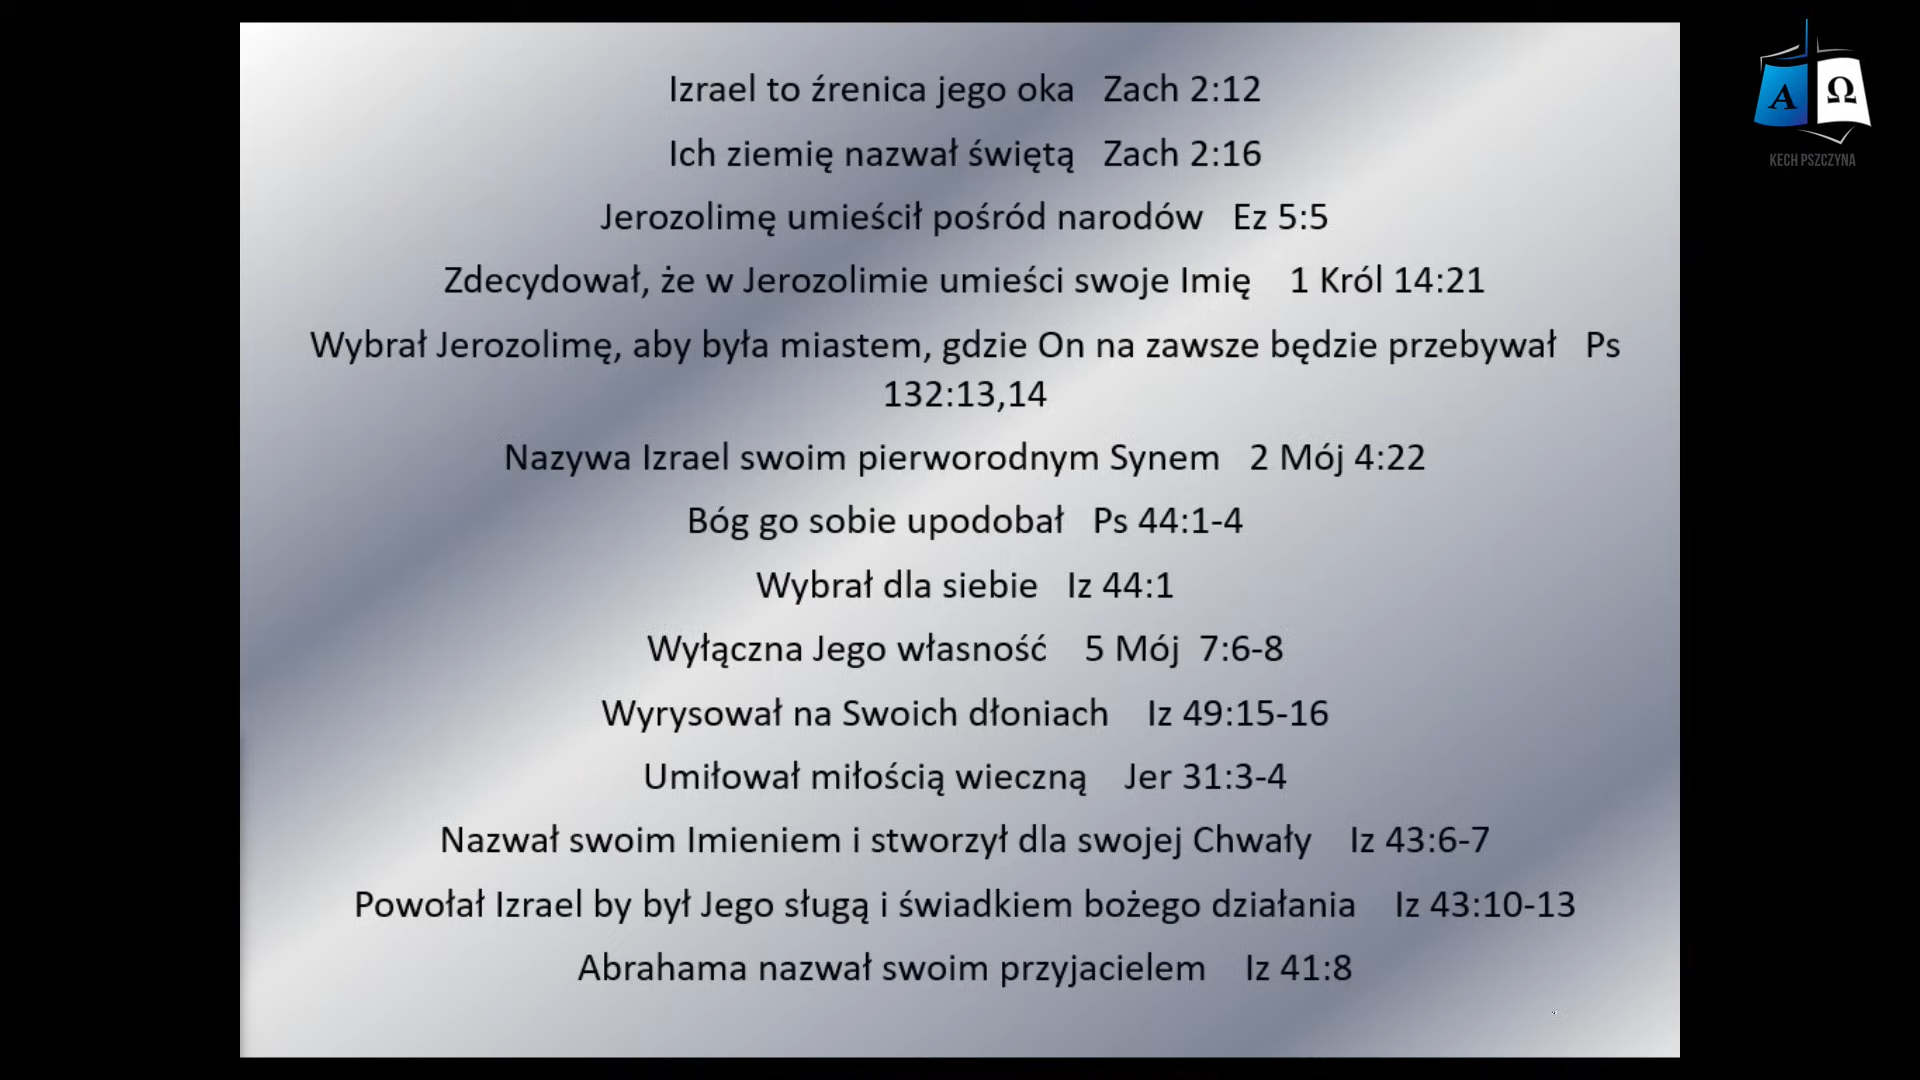 Izrael to źrenica jego oka Zach 2:12
Ich ziemię nazwał świętą Zach 2:16
Jerozolimę umieścił pośród narodów Ez 5:5
Zdecydował, że w Jerozolimie umieści swoje Imię 1 Król 14:21
Wybrał Jerozolimę, aby była miastem, gdzie On na zawsze będzie przebywał Ps
132:13,14
Nazywa Izrael swoim pierworodnym Synem 2 Mój 4:22
Bóg go sobie upodobał Ps 44:1-4
Wybrał dla siebie Iz 44:1
Wyłączna Jego własność 5 Mój 7:6-8
Wyrysował na Swoich dłoniach Iz 49:15-16
Umiłował miłością wieczną Jer 31:3-4
Nazwał swoim Imieniem i stworzył dla swojej Chwały Iz 43:6-7
Powołał Izrael by był Jego sługą i świadkiem bożego działania Iz 43:10-13
Abrahama nazwał swoim przyjacielem Iz 41:8
Α Ω
KECH PSZCZYNA